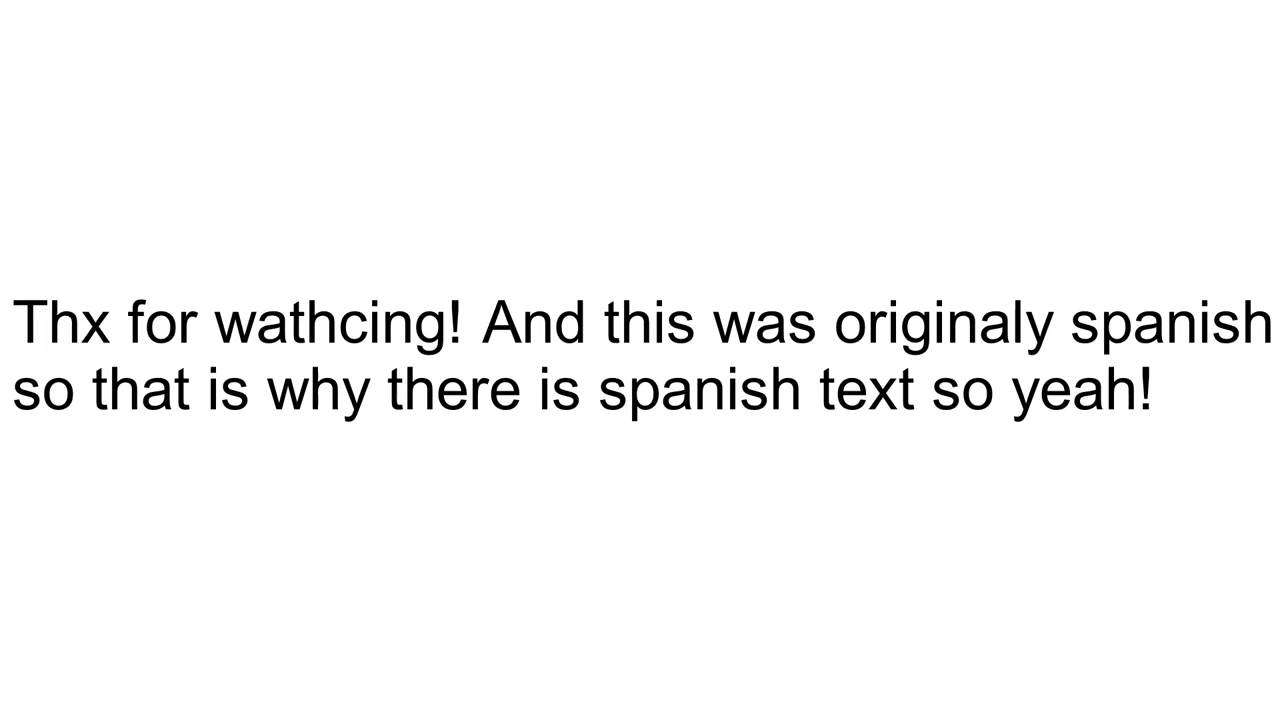 Thx for wathcing! And this was originaly spanish
so that is why there is spanish text so yeah!